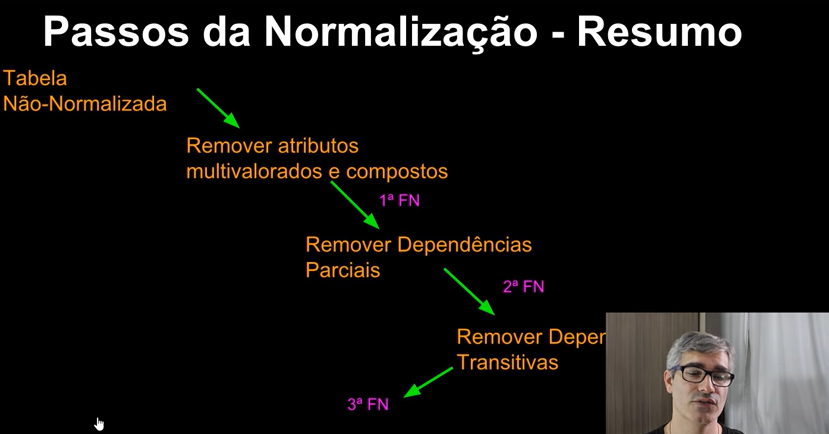 Passos da Normalização - Resumo
Tabela
Não-Normalizada
Remover atributos
multivalorados e compostos
1ª FN
Remover Dependências
Parciais
2ª FN
Remover
Transitivas
3ª FN